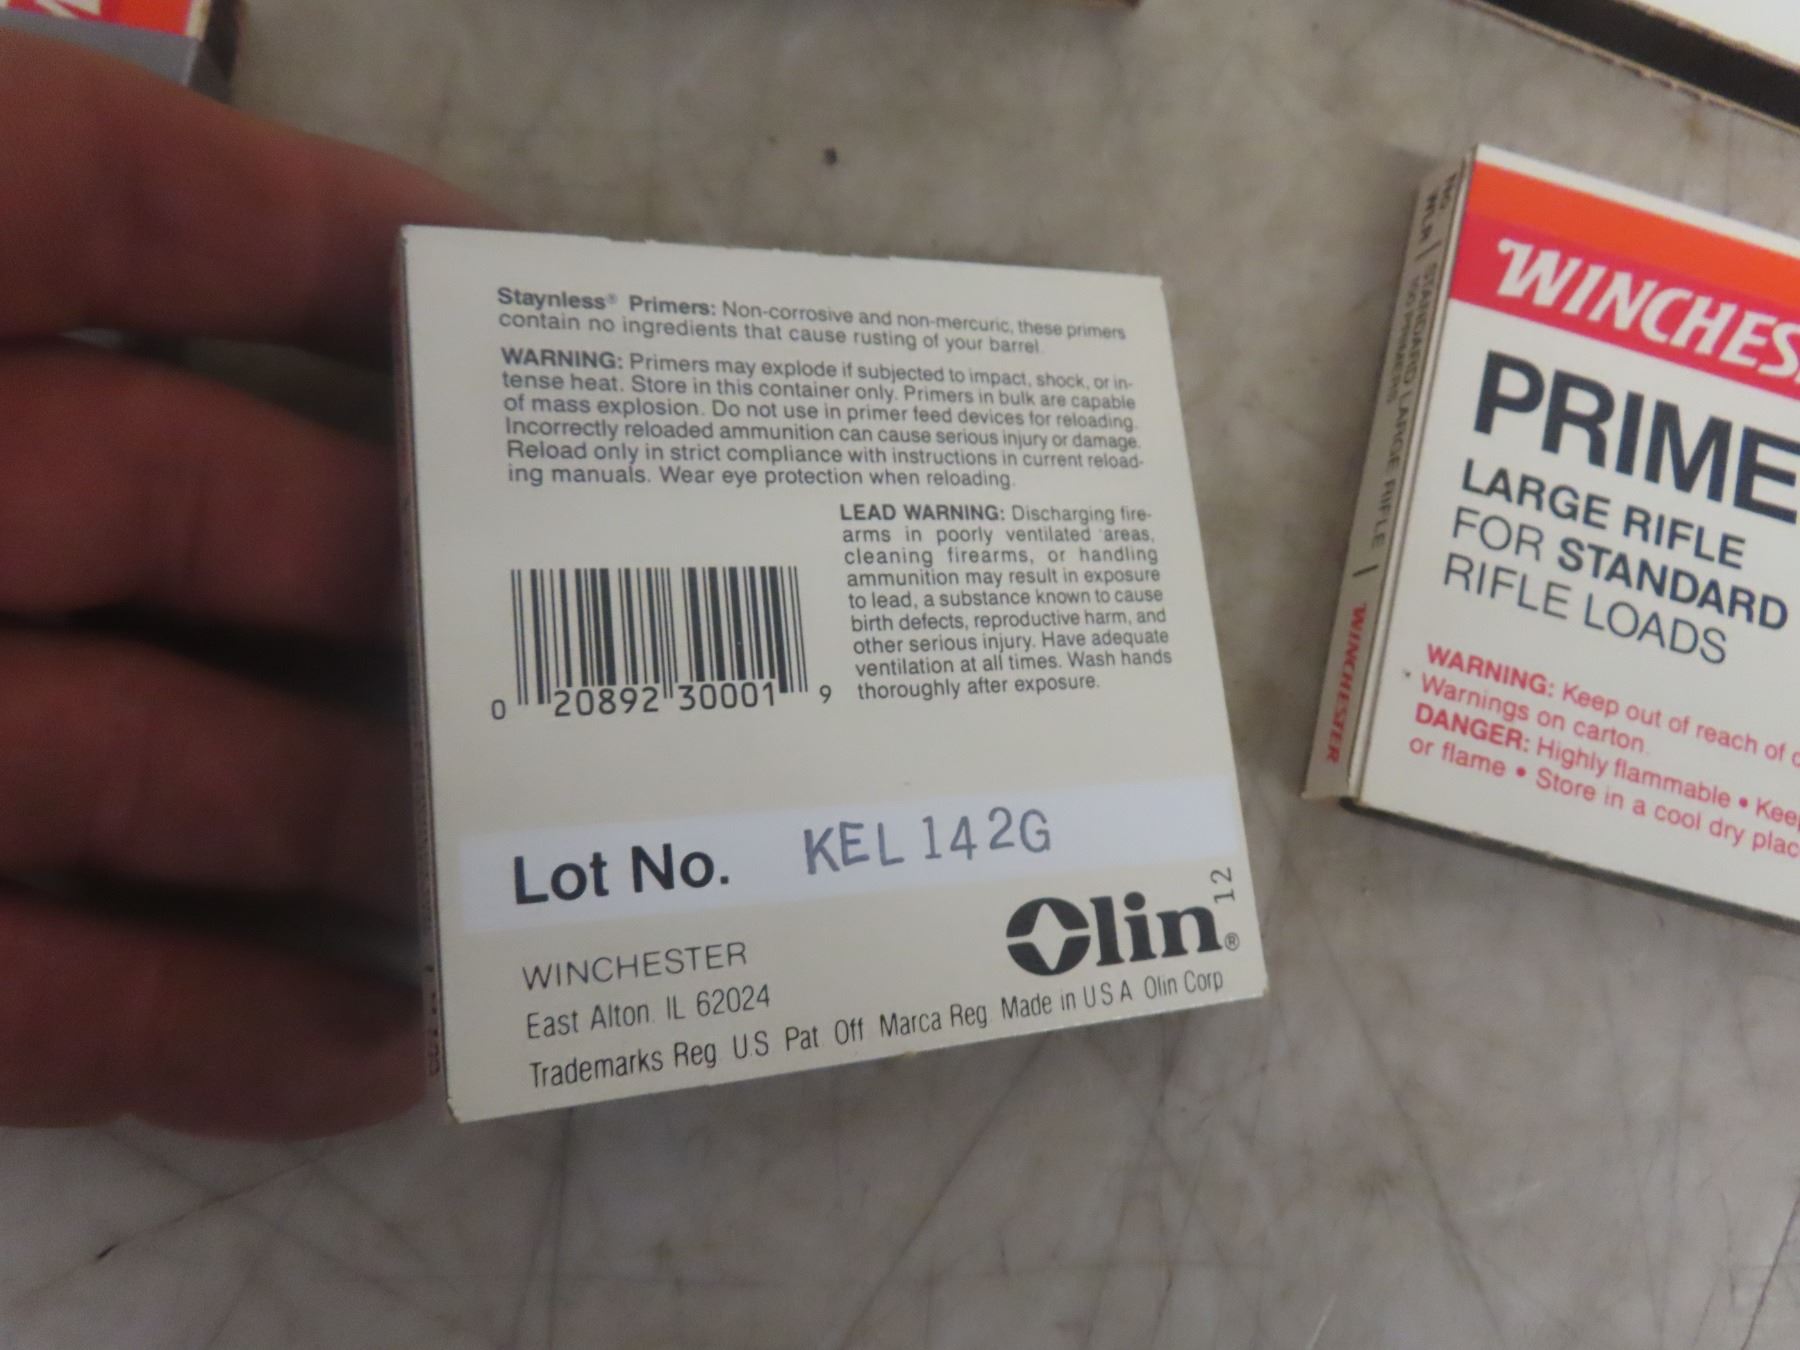 Staynless® Primers: Non-corrosive and non-mercuric, these primers
contain no ingredients that cause rusting of your barrel.
WARNING: Primers may explode if subjected to impact, shock, or in-
tense heat. Store in this container only. Primers in bulk are capable
of mass explosion. Do not use in primer feed devices for reloading.
Incorrectly reloaded ammunition can cause serious injury or damage.
Reload only in strict compliance with instructions in current reload-
ing manuals. Wear eye protection when reloading.
LEAD WARNING: Discharging fire-
arms in poorly ventilated areas,
cleaning firearms, or handling
ammunition may result in exposure
to lead, a substance known to cause
birth defects, reproductive harm, and
other serious injury. Have adequate
ventilation at all times. Wash hands
thoroughly after exposure.
0 20892 30001 9
Lot No. KEL142G
12
Olin®
WINCHESTER
East Alton. IL 62024
Trademarks Reg U.S Pat Off Marca Reg Made in U S A Olin Corp
NO. WLR | STANDARD LARGE RIFLE | WINCHESTER
100 PRIMERS
WINCHES
PRIME
LARGE RIFLE
FOR STANDARD
RIFLE LOADS
WARNING: Keep out of reach of
Warnings on carton.
DANGER: Highly flammable • Keep
or flame • Store in a cool dry plac